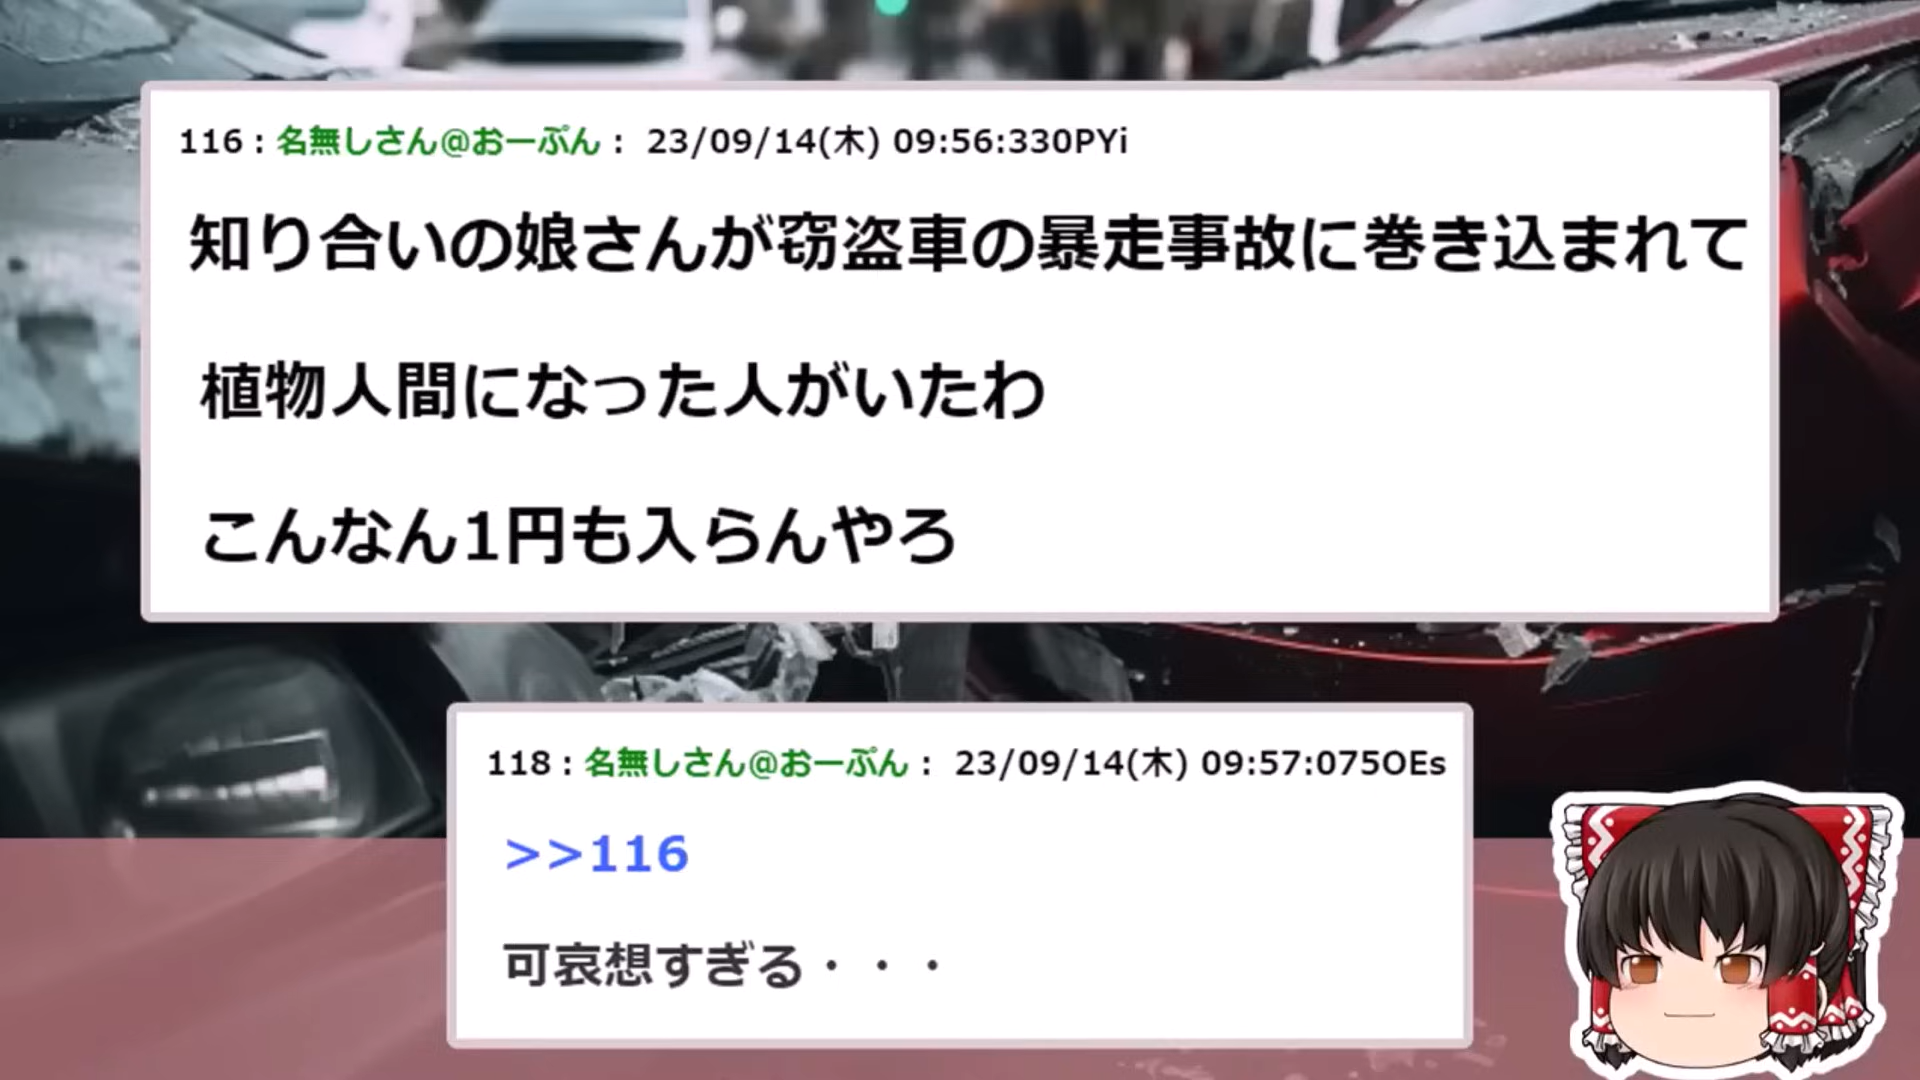 116：名無しさん@おーぷん： 23/09/14(木) 09:56:330PYi
知り合いの娘さんが窃盗車の暴走事故に巻き込まれて
植物人間になった人がいたわ
こんなん1円も入らんやろ
118：名無しさん@おーぷん： 23/09/14(木) 09:57:075OEs
>>116
可哀想すぎる・・・